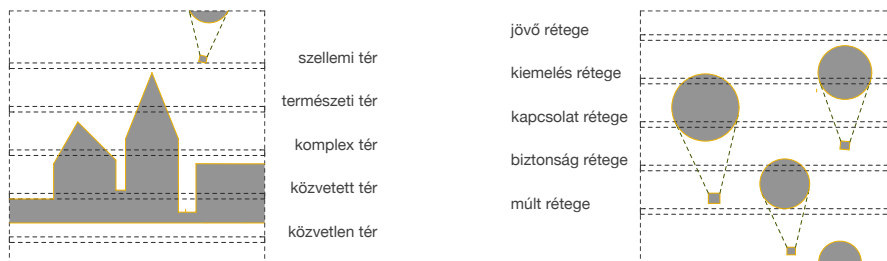 szellemi tér
természeti tér
komplex tér
közvetett tér
közvetlen tér
jövő rétege
kiemelés rétege
kapcsolat rétege
biztonság rétege
múlt rétege